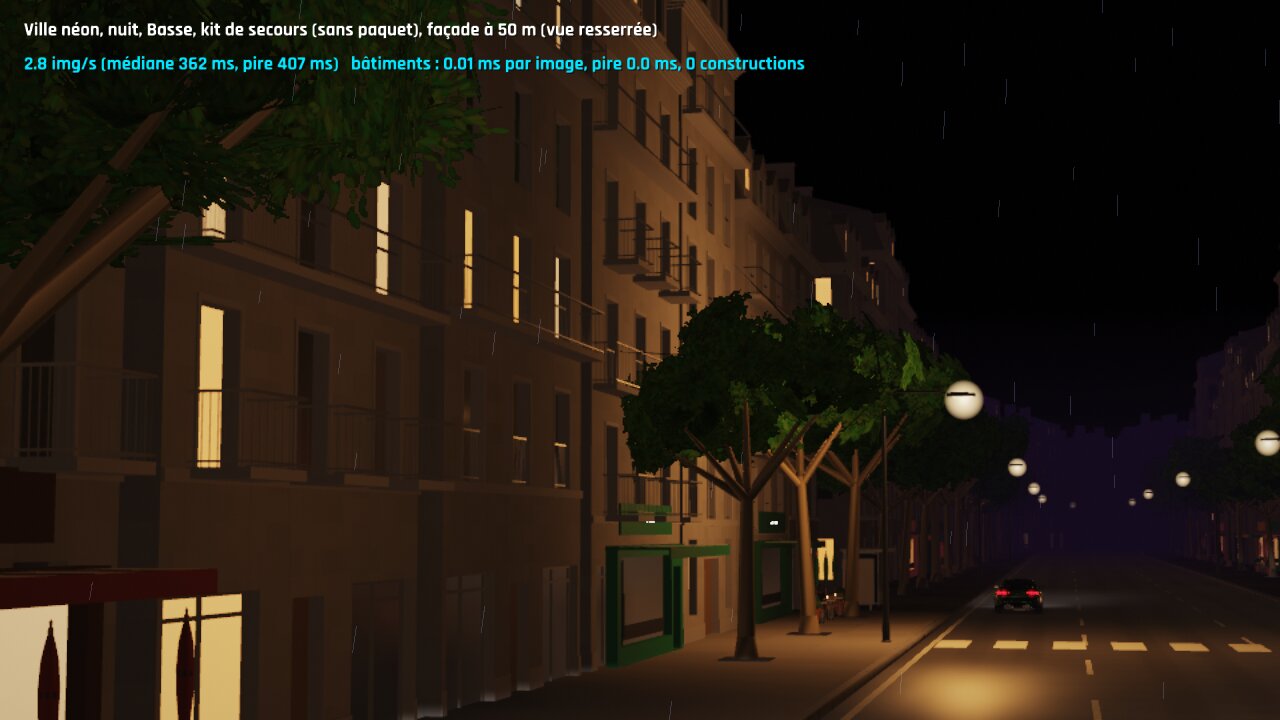 Ville néon, nuit, Basse, kit de secours (sans paquet), façade à 50 m (vue resserrée)
2.8 img/s (médiane 362 ms, pire 407 ms) bâtiments : 0.01 ms par image, pire 0.0 ms, 0 constructions